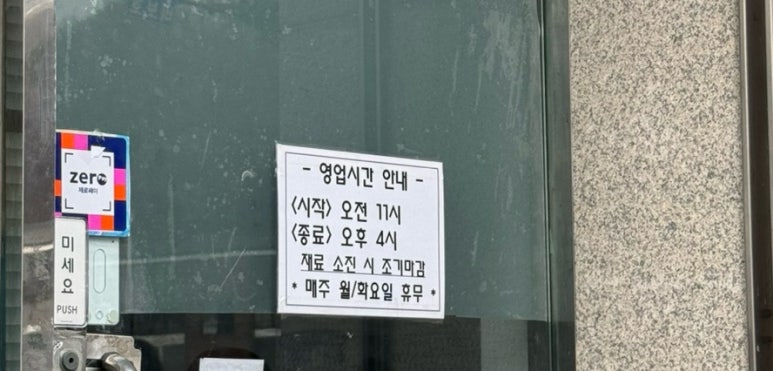 - 영업시간 안내 -
<시작> 오전 11시
<종료> 오후 4시
재료 소진 시 조기마감
* 매주 월/화요일 휴무 *
zero
제로페이
미세요
PUSH